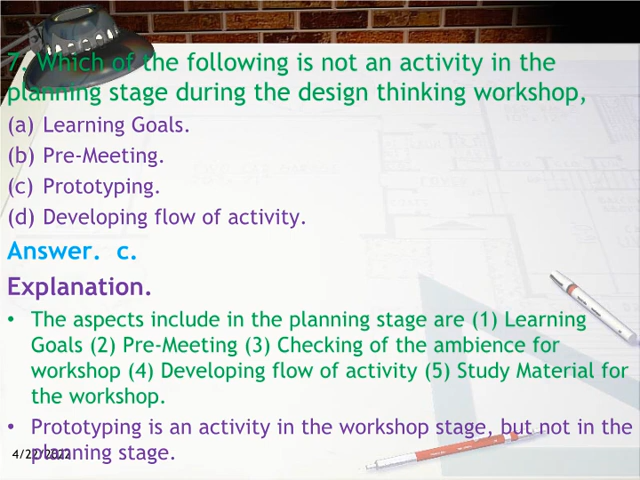 7. Which of the following is not an activity in the
planning stage during the design thinking workshop,
(a) Learning Goals.
(b) Pre-Meeting.
(c) Prototyping.
(d) Developing flow of activity.
Answer. c.
Explanation.
• The aspects include in the planning stage are (1) Learning
Goals (2) Pre-Meeting (3) Checking of the ambience for
workshop (4) Developing flow of activity (5) Study Material for
the workshop.
• Prototyping is an activity in the workshop stage, but not in the
planning stage.
4/22/2022